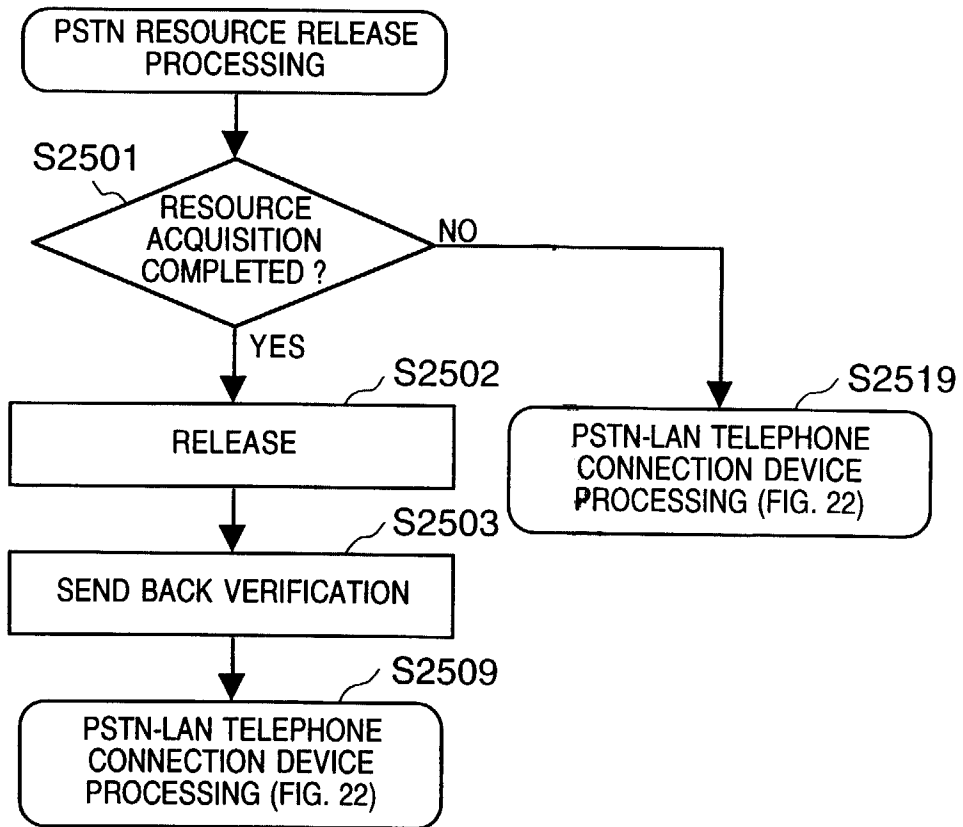 PSTN RESOURCE RELEASE
PROCESSING
S2501
RESOURCE
ACQUISITION
COMPLETED ?
NO
YES
S2502
RELEASE
S2519
PSTN-LAN TELEPHONE
CONNECTION DEVICE
PROCESSING (FIG. 22)
S2503
SEND BACK VERIFICATION
S2509
PSTN-LAN TELEPHONE
CONNECTION DEVICE
PROCESSING (FIG. 22)